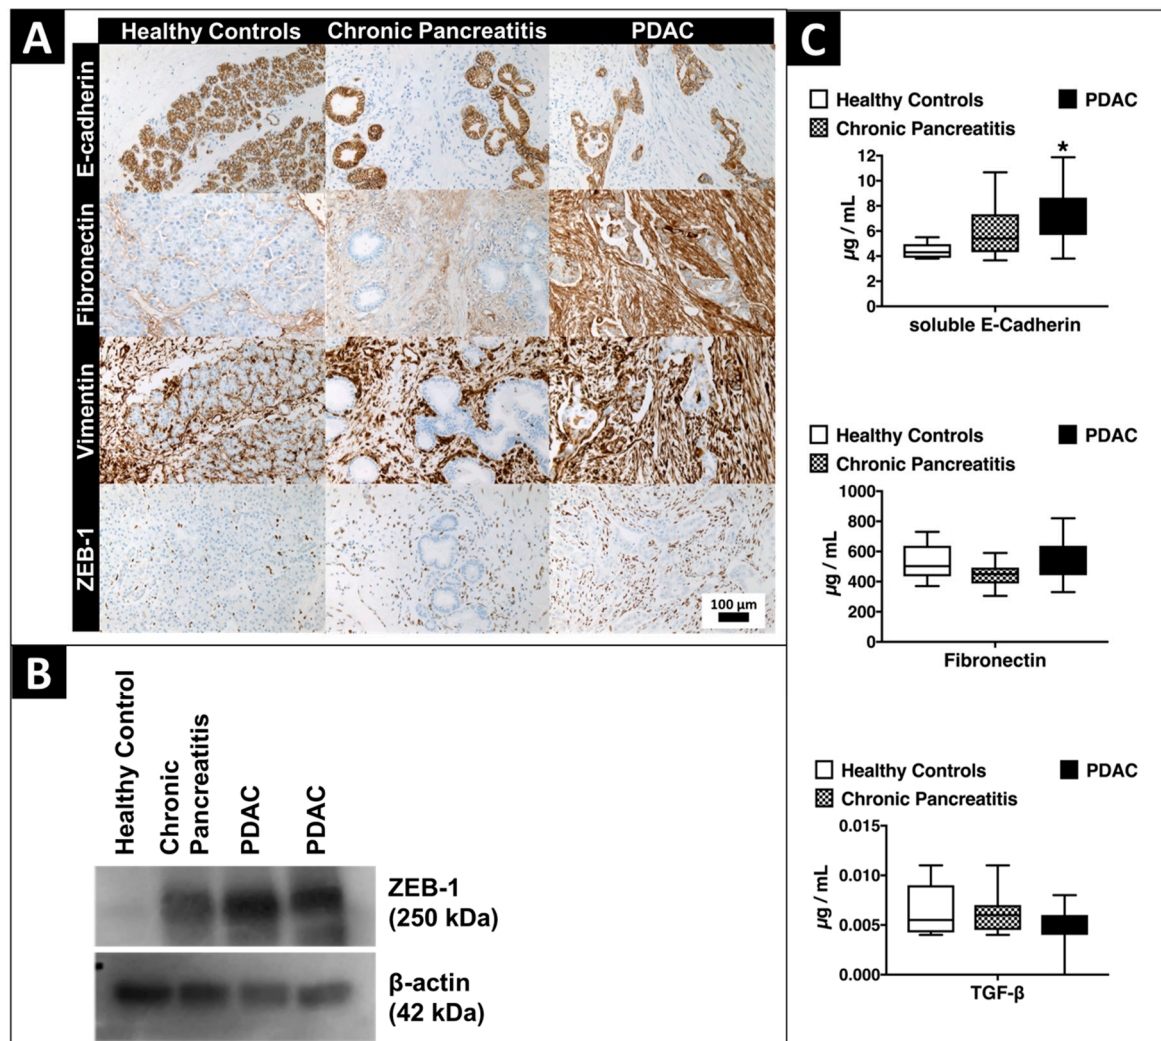 A
Healthy Controls
Chronic Pancreatitis
PDAC
E-cadherin
Fibronectin
Vimentin
ZEB-1
100 µm
B
Healthy Control
Chronic
Pancreatitis
PDAC
PDAC
ZEB-1
(250 kDa)
β-actin
(42 kDa)
C
Healthy Controls
PDAC
Chronic Pancreatitis
*
12
10
8
6
4
2
0
µg / mL
soluble E-Cadherin
Healthy Controls
PDAC
Chronic Pancreatitis
1000
800
600
400
200
0
µg / mL
Fibronectin
Healthy Controls
PDAC
Chronic Pancreatitis
0.015
0.010
0.005
0.000
µg / mL
TGF-β